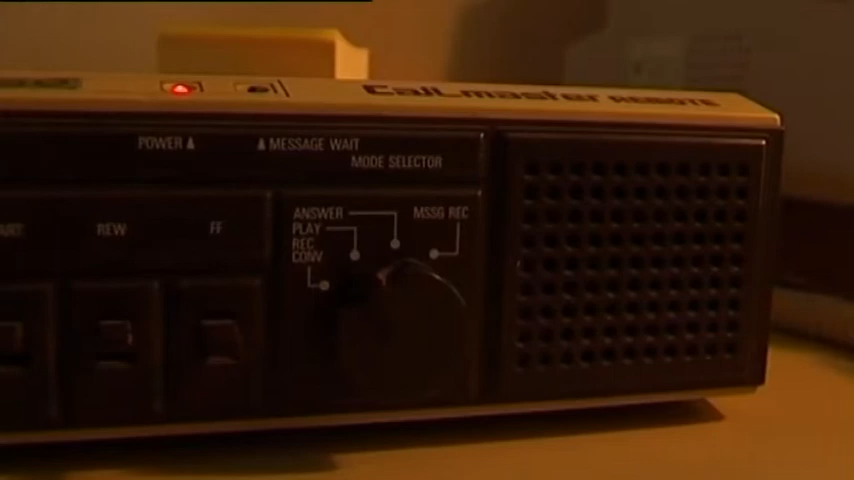 CALLmaster REMOTE
POWER ▲ ▲ MESSAGE WAIT
MODE SELECTOR
ANSWER MSSG REC
PLAY
REC
CONV
REW FF